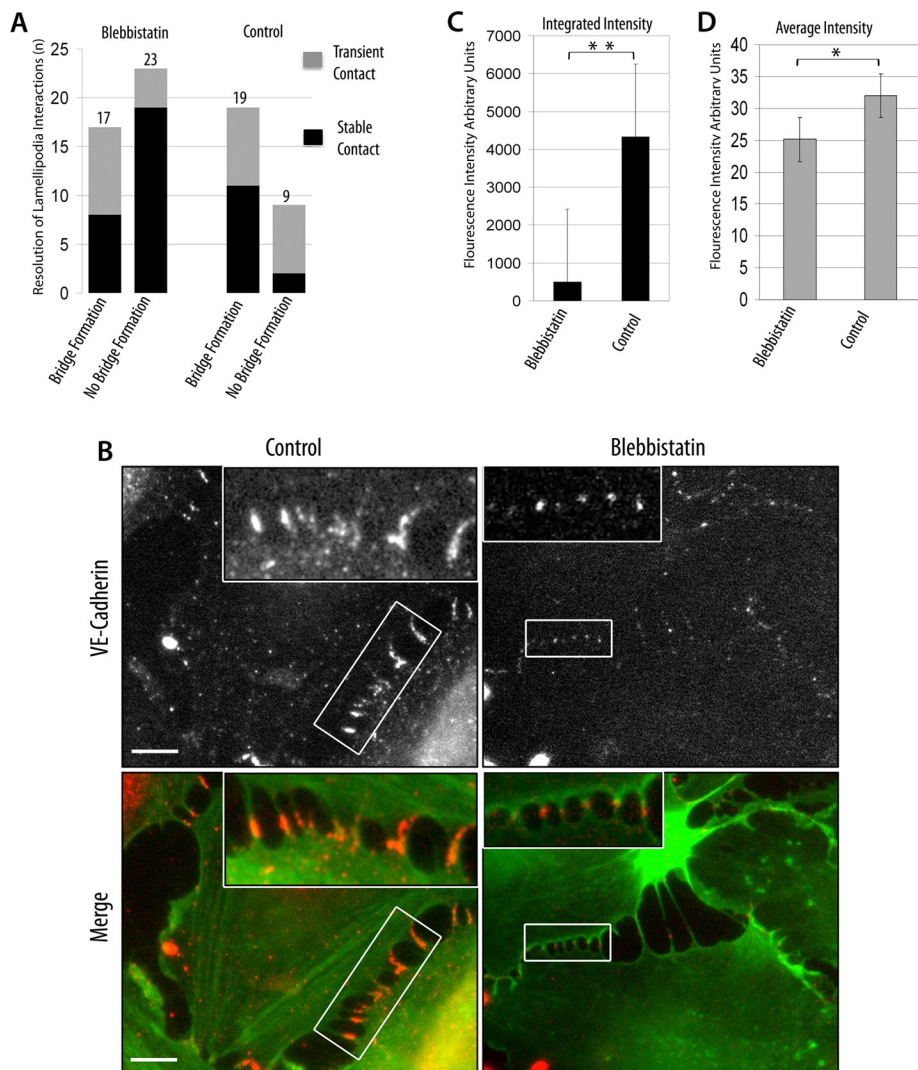 A
Blebbistatin
Control
Resolution of Lamellipodia Interactions (n)
25
20
15
10
5
0
17
23
19
9
Transient
Contact
Stable
Contact
Bridge Formation
No Bridge Formation
Bridge Formation
No Bridge Formation
C
Integrated Intensity
Flourescence Intensity Arbitrary Units
7000
6000
5000
4000
3000
2000
1000
0
* *
Blebbistatin
Control
D
Average Intensity
Flourescence Intensity Arbitrary Units
40
35
30
25
20
15
10
5
0
*
Blebbistatin
Control
B
Control
Blebbistatin
VE-Cadherin
Merge